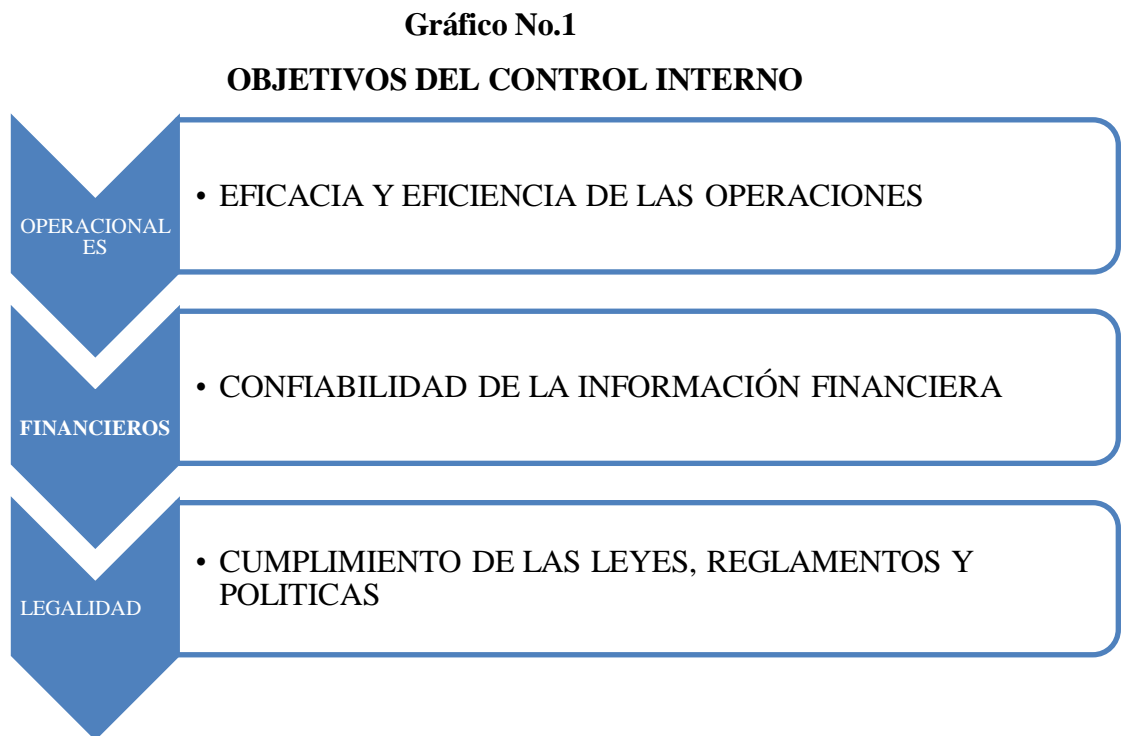 Gráfico No.1
OBJETIVOS DEL CONTROL INTERNO
OPERACIONAL
ES
• EFICACIA Y EFICIENCIA DE LAS OPERACIONES
FINANCIEROS
• CONFIABILIDAD DE LA INFORMACIÓN FINANCIERA
LEGALIDAD
• CUMPLIMIENTO DE LAS LEYES, REGLAMENTOS Y
POLITICAS